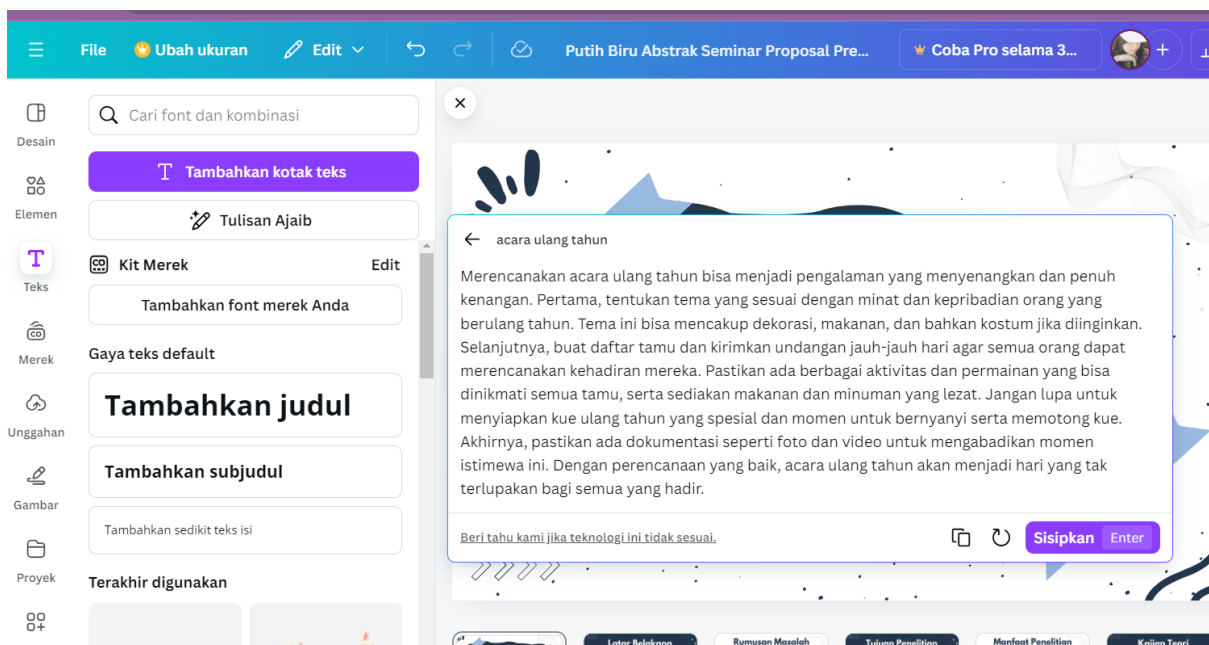 File
Ubah ukuran
Edit
Putih Biru Abstrak Seminar Proposal Pre...
Coba Pro selama 3...
Desain
Elemen
Teks
Merek
Unggahan
Gambar
Proyek
Cari font dan kombinasi
Tambahkan kotak teks
Tulisan Ajaib
Kit Merek
Edit
Tambahkan font merek Anda
Gaya teks default
Tambahkan judul
Tambahkan subjudul
Tambahkan sedikit teks isi
Terakhir digunakan
acara ulang tahun
Merencanakan acara ulang tahun bisa menjadi pengalaman yang menyenangkan dan penuh
kenangan. Pertama, tentukan tema yang sesuai dengan minat dan kepribadian orang yang
berulang tahun. Tema ini bisa mencakup dekorasi, makanan, dan bahkan kostum jika diinginkan.
Selanjutnya, buat daftar tamu dan kirimkan undangan jauh-jauh hari agar semua orang dapat
merencanakan kehadiran mereka. Pastikan ada berbagai aktivitas dan permainan yang bisa
dinikmati semua tamu, serta sediakan makanan dan minuman yang lezat. Jangan lupa untuk
menyiapkan kue ulang tahun yang spesial dan momen untuk bernyanyi serta memotong kue.
Akhirnya, pastikan ada dokumentasi seperti foto dan video untuk mengabadikan momen
istimewa ini. Dengan perencanaan yang baik, acara ulang tahun akan menjadi hari yang tak
terlupakan bagi semua yang hadir.
Beri tahu kami jika teknologi ini tidak sesuai.
Sisipkan Enter
Latar Belakang
Rumusan Masalah
Tujuan Penelitian
Manfaat Penelitian
Kajian Teori